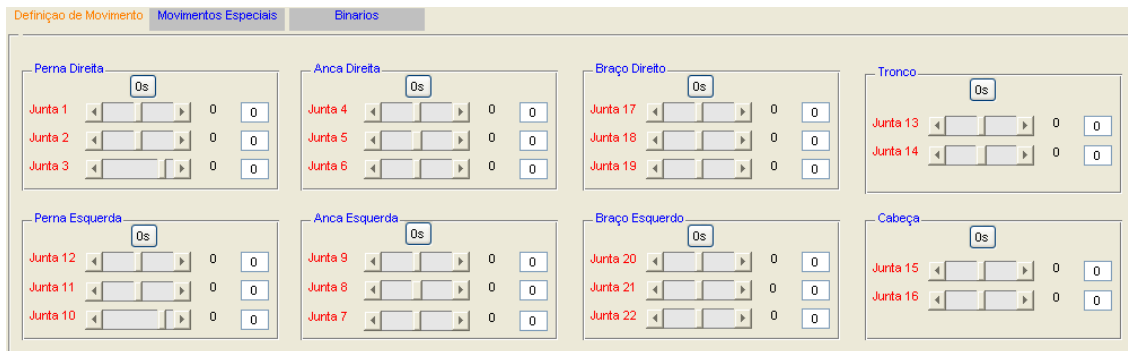 Definiçao de Movimento Movimentos Especiais Binarios
Perna Direita
0s
Junta 1 0 0
Junta 2 0 0
Junta 3 0 0
Anca Direita
0s
Junta 4 0 0
Junta 5 0 0
Junta 6 0 0
Braço Direito
0s
Junta 17 0 0
Junta 18 0 0
Junta 19 0 0
Tronco
0s
Junta 13 0 0
Junta 14 0 0
Perna Esquerda
0s
Junta 12 0 0
Junta 11 0 0
Junta 10 0 0
Anca Esquerda
0s
Junta 9 0 0
Junta 8 0 0
Junta 7 0 0
Braço Esquerdo
0s
Junta 20 0 0
Junta 21 0 0
Junta 22 0 0
Cabeça
0s
Junta 15 0 0
Junta 16 0 0